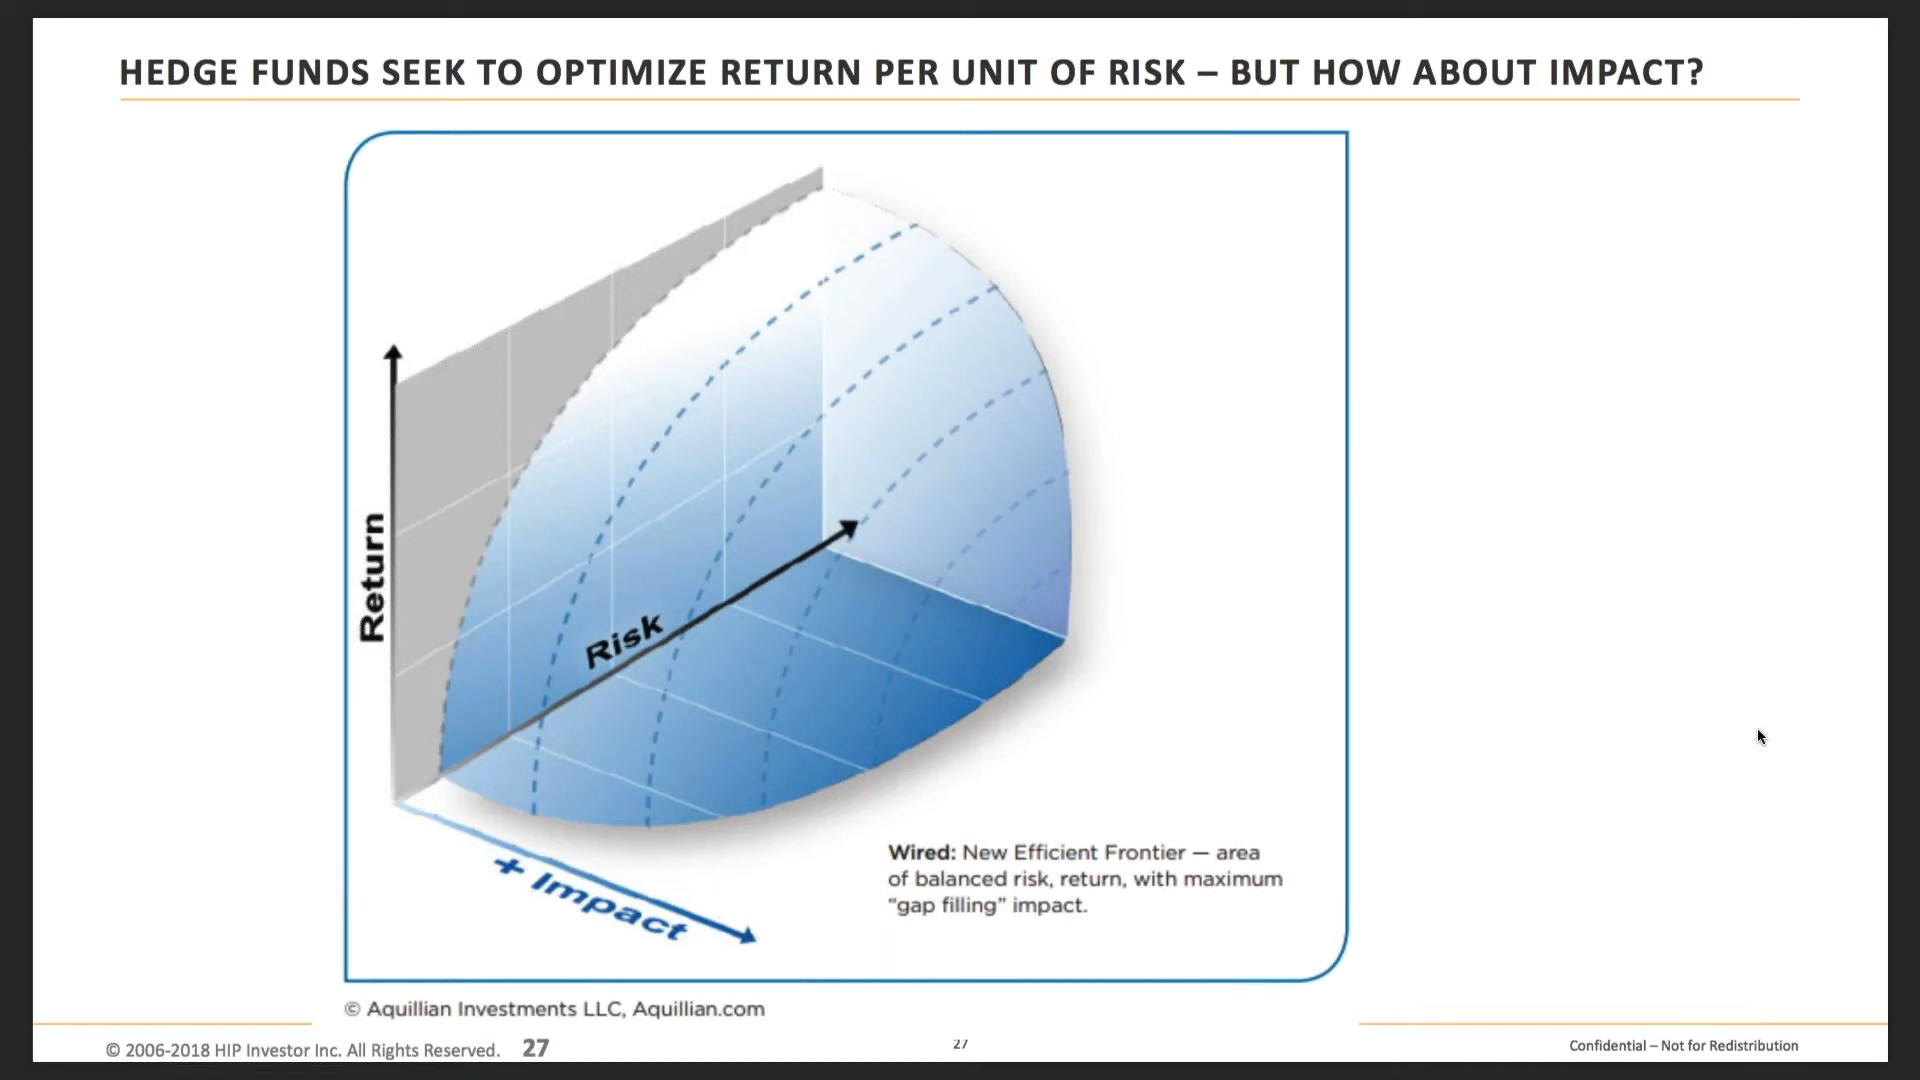 HEDGE FUNDS SEEK TO OPTIMIZE RETURN PER UNIT OF RISK – BUT HOW ABOUT IMPACT?
Return
Risk
+ Impact
Wired: New Efficient Frontier — area
of balanced risk, return, with maximum
“gap filling” impact.
© Aquillian Investments LLC, Aquillian.com
© 2006-2018 HIP Investor Inc. All Rights Reserved. 27
27
Confidential – Not for Redistribution